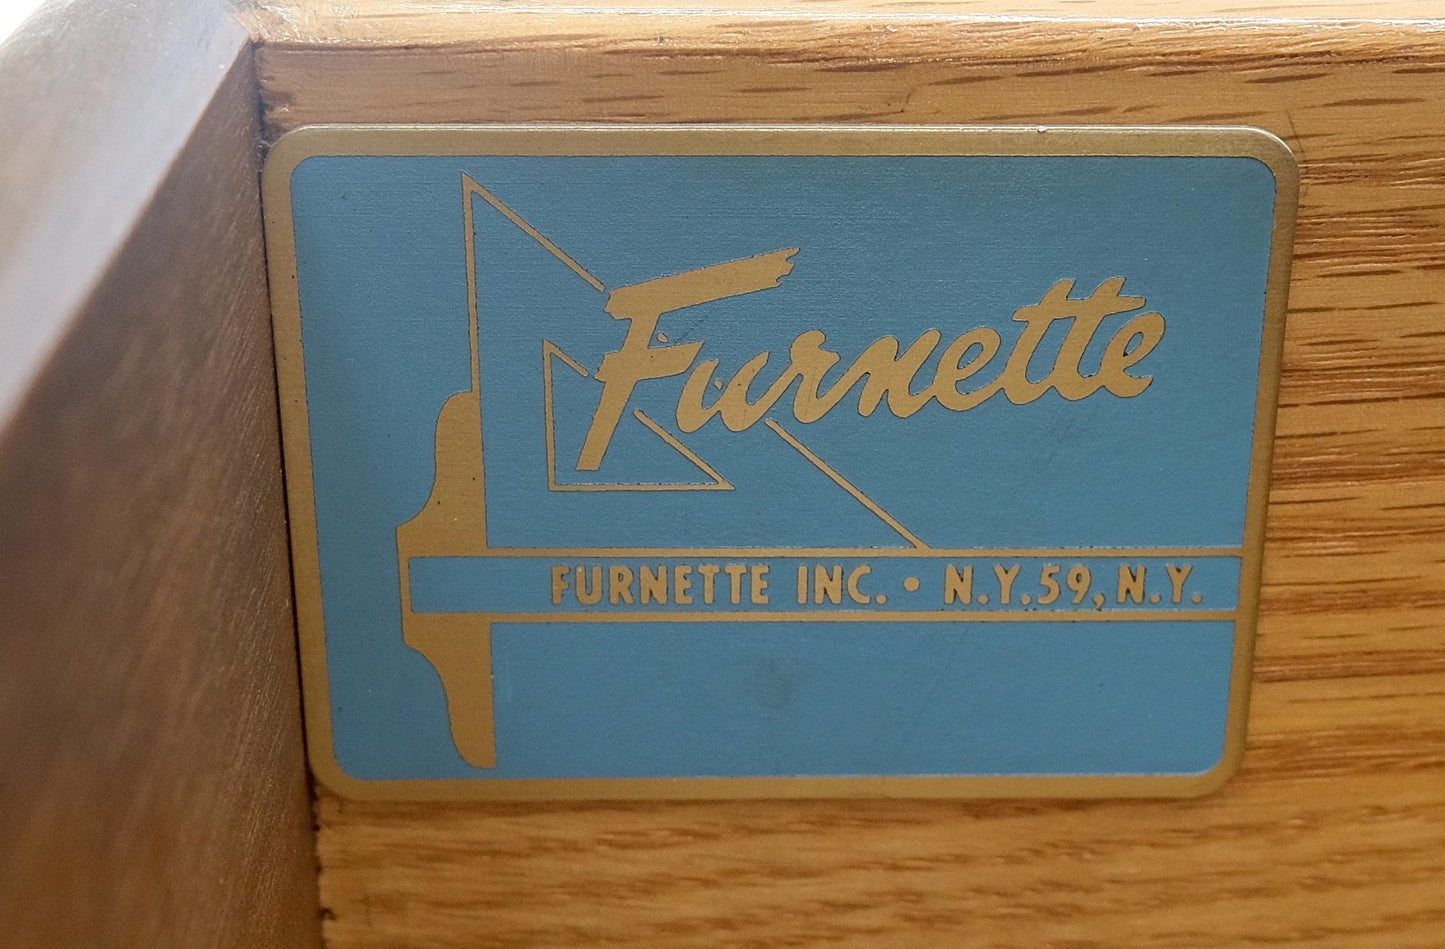 Furnette
FURNETTE INC. • N.Y.59, N.Y.